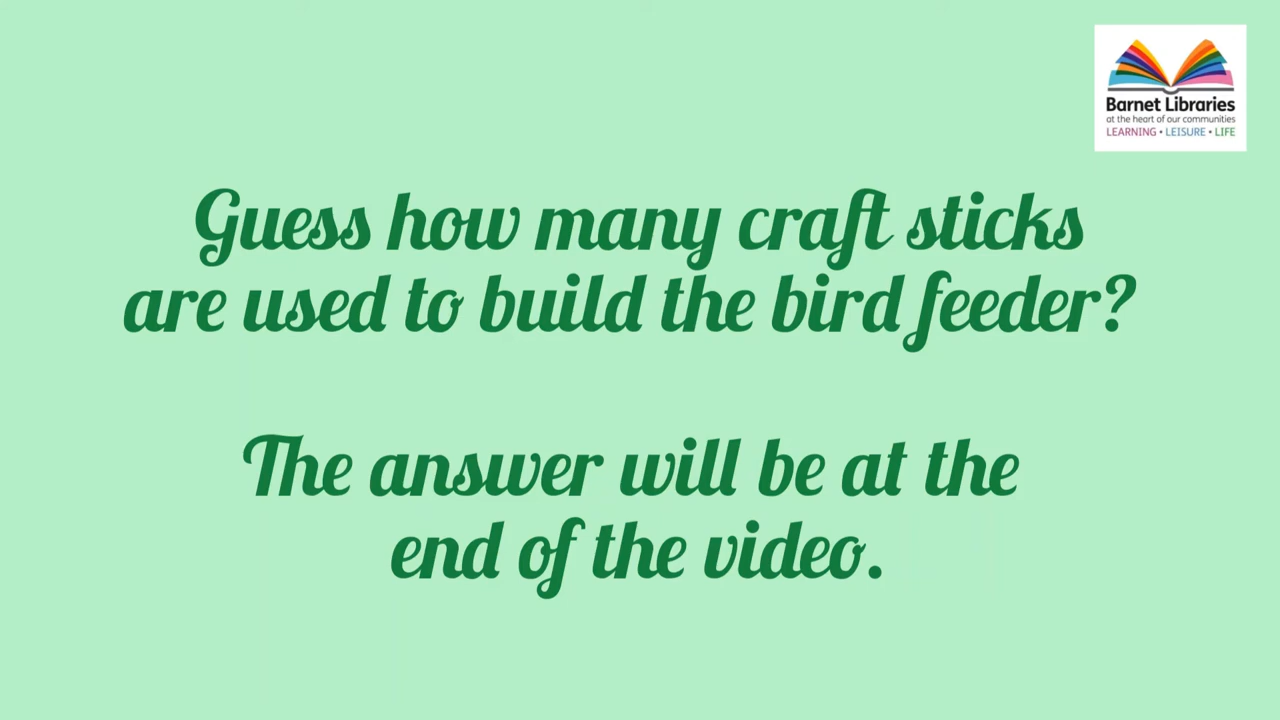 Barnet Libraries
at the heart of our communities
LEARNING • LEISURE • LIFE
Guess how many craft sticks
are used to build the bird feeder?
The answer will be at the
end of the video.